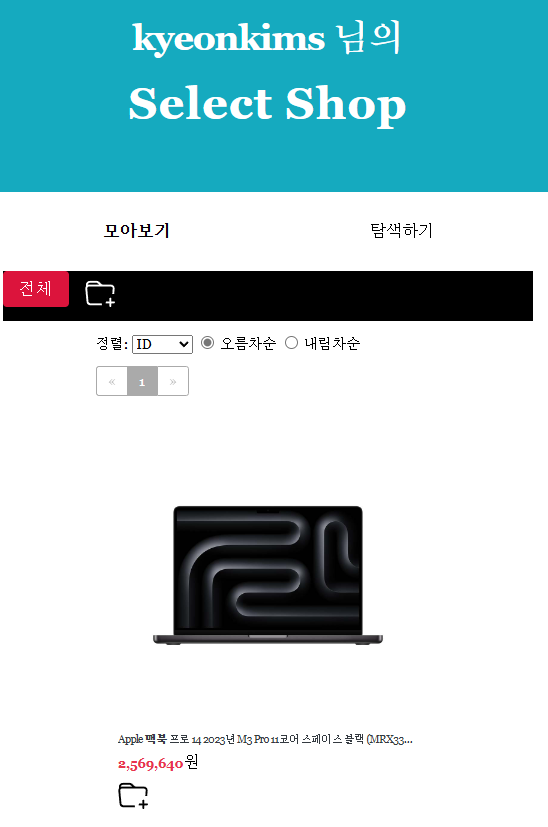 kyeonkims 님의
Select Shop
모아보기 탐색하기
전체
정렬: ID 오름차순 내림차순
« 1 »
Apple 맥북 프로 14 2023년 M3 Pro 11코어 스페이스 블랙 (MRX33...
2,569,640원